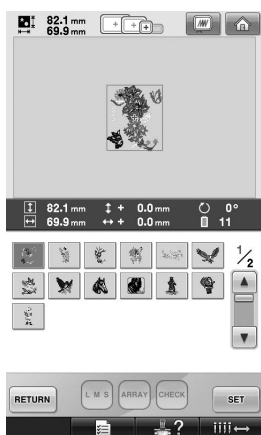 82.1 mm
69.9 mm
82.1 mm + 0.0 mm 0°
69.9 mm + 0.0 mm 11
1/2
RETURN L M S ARRAY CHECK SET
?